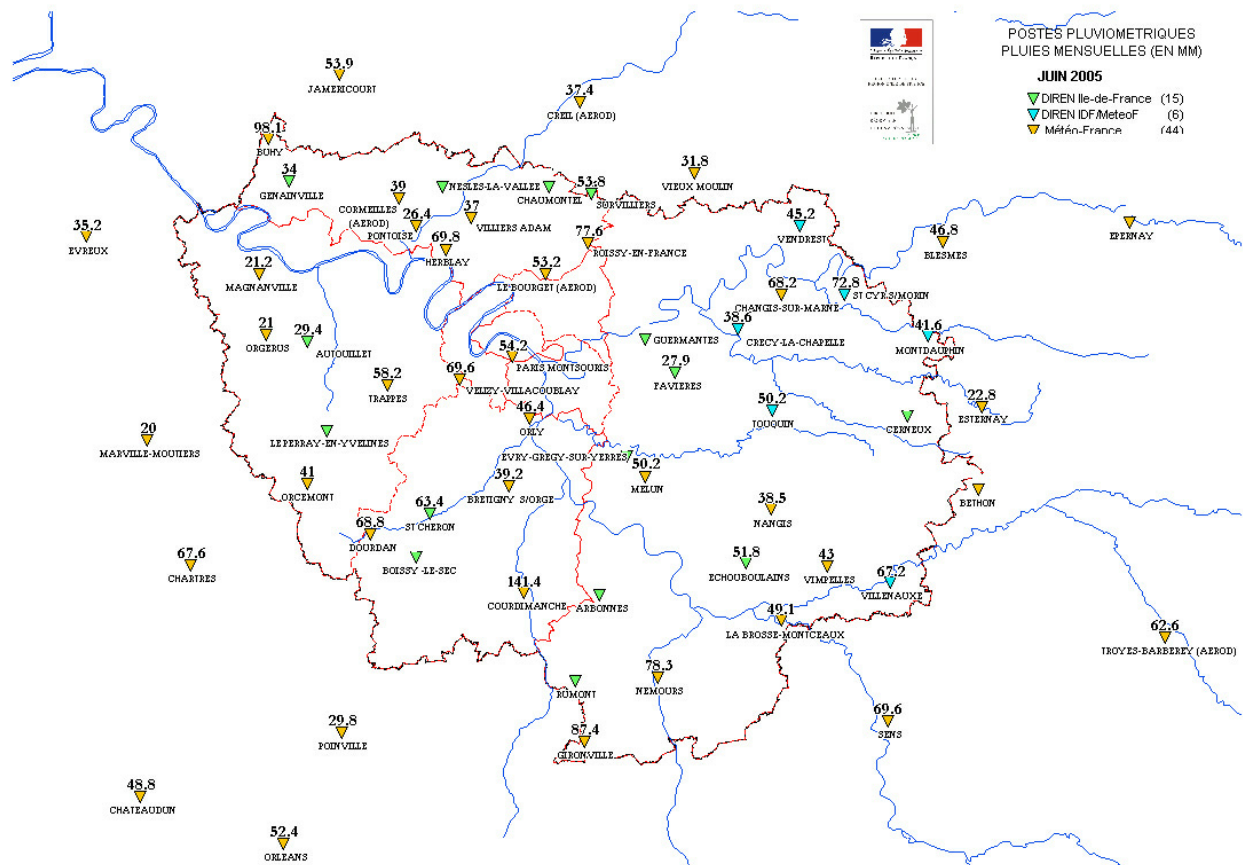 POSTES PLUVIOMETRIQUES
PLUIES MENSUELLES (EN MM)
JUIN 2005
DIREN Ile-de-France (15)
DIREN IDF/MeteoF (6)
Météo-France (44)
53.9
JAMERICOURT
37.4
CREIL (AEROD)
98.1
BUHY
34
GENAINVILLE
39
CORMEILLES
(AEROD)
26.4
PONTOISE
NESLES-LA-VALLEE
37
VILLIERS ADAM
CHAUMONTEL
53.8
SURVILLIERS
31.8
VIEUX MOULIN
45.2
VENDREST
46.8
BLESMES
EPERNAY
35.2
EVREUX
69.8
HERBLAY
77.6
ROISSY-EN-FRANCE
53.2
LE BOURGET (AEROD)
21.2
MAGNANVILLE
68.2
CHANGIS-SUR-MARNE
72.8
ST CYR.S/MORIN
38.6
CRECY-LA-CHAPELLE
41.6
MONTDAUPHIN
21
ORGERUS
29.4
AUTOUILLET
GUERMANTES
54.2
PARIS MONTSOURIS
27.9
FAVIERES
58.2
TRAPPES
69.6
VELIZY-VILLACOUBLAY
46.4
ORLY
50.2
JOUQUIN
CERNEUX
22.8
ESTERNAY
20
MARVILLE-MOUTIERS
LE PERRAY-EN-YVELINES
EVRY-GREGY-SUR-YERRES
50.2
MELUN
41
ORCEMONT
39.2
BRETIGNY S/ORGE
BETHON
63.4
ST CHERON
38.5
NANGIS
68.8
DOURDAN
BOISSY -LE-SEC
67.6
CHARTRES
51.8
ECHOUBOULAINS
43
VIMPELLES
67.2
VILLENAUXE
141.4
COURDIMANCHE
ARBONNES
49.1
LA BROSSE-MONTCEAUX
62.6
TROYES-BARBEREY (AEROD)
78.3
NEMOURS
RUMONT
69.6
SENS
29.8
POINVILLE
87.4
GIRONVILLE
48.8
CHATEAUDUN
52.4
ORLEANS